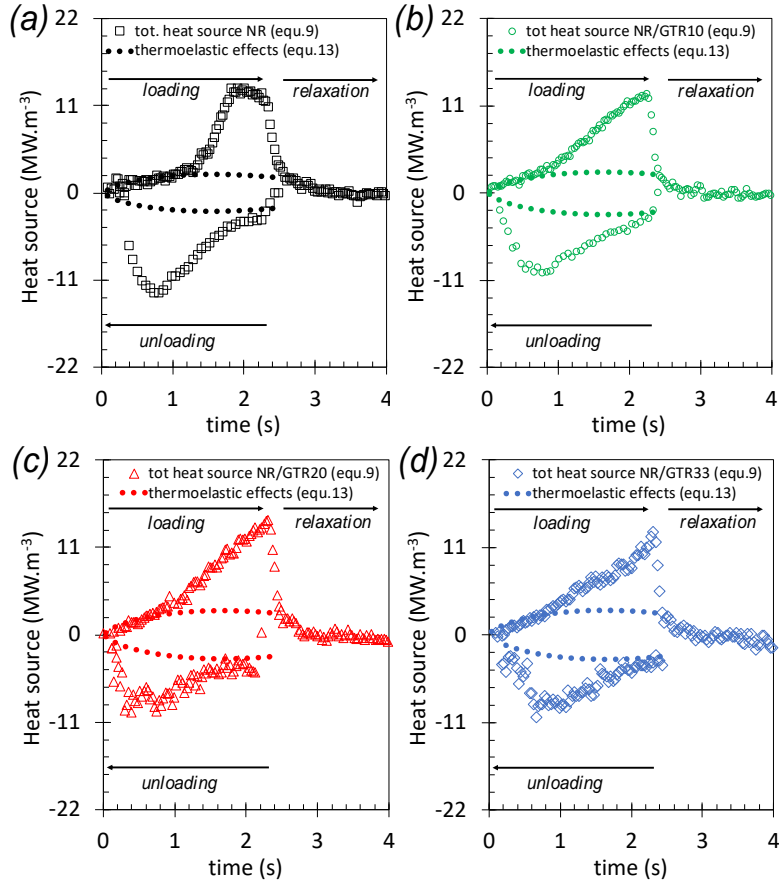 (a)
tot. heat source NR (equ.9)
thermoelastic effects (equ.13)
loading
relaxation
unloading
Heat source (MW.m⁻³)
22
11
0
-11
-22
0 1 2 3 4
time (s)
(b)
tot heat source NR/GTR10 (equ.9)
thermoelastic effects (equ.13)
loading
relaxation
unloading
Heat source (MW.m⁻³)
22
11
0
-11
-22
0 1 2 3 4
time (s)
(c)
tot heat source NR/GTR20 (equ.9)
thermoelastic effects (equ.13)
loading
relaxation
unloading
Heat source (MW.m⁻³)
22
11
0
-11
-22
0 1 2 3 4
time (s)
(d)
tot heat source NR/GTR33 (equ.9)
thermoelastic effects (equ.13)
loading
relaxation
unloading
Heat source (MW.m⁻³)
22
11
0
-11
-22
0 1 2 3 4
time (s)